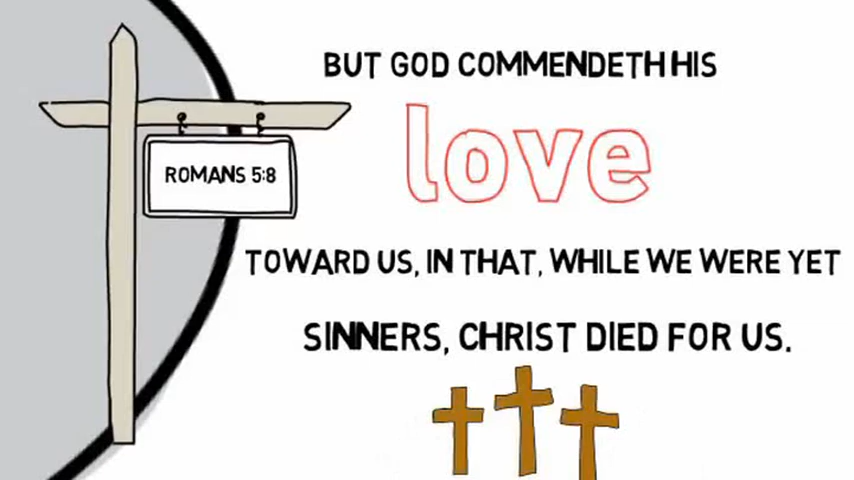 BUT GOD COMMENDETH HIS
love
ROMANS 5:8
TOWARD US, IN THAT, WHILE WE WERE YET
SINNERS, CHRIST DIED FOR US.